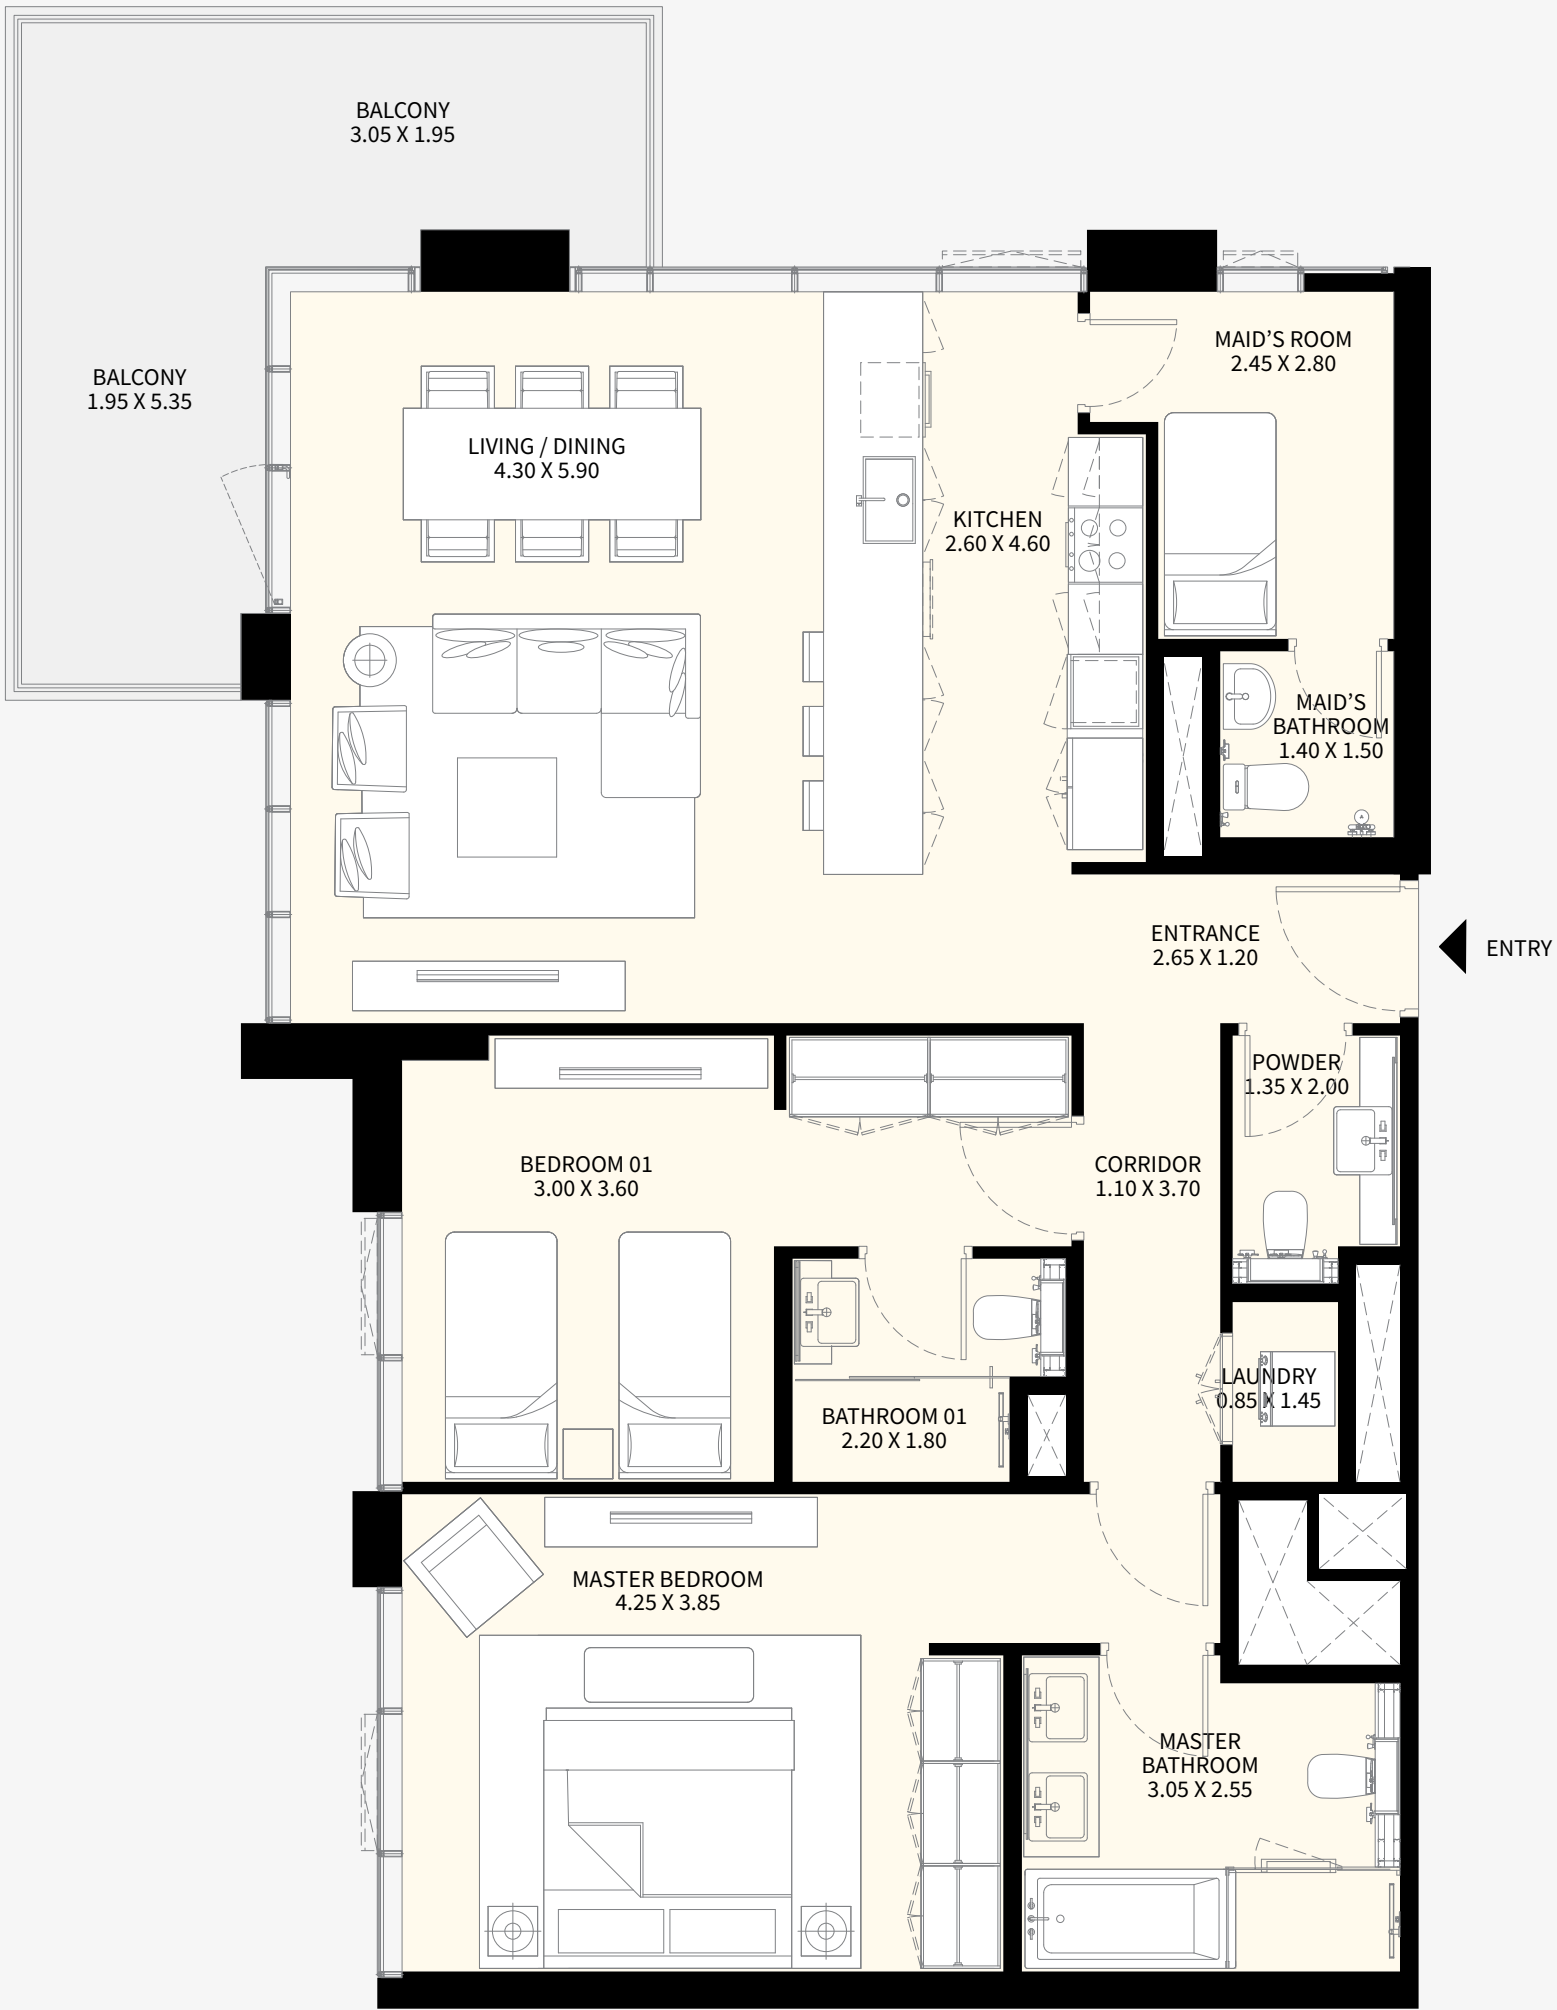 BALCONY
3.05 X 1.95
BALCONY
1.95 X 5.35
LIVING / DINING
4.30 X 5.90
KITCHEN
2.60 X 4.60
MAID’S ROOM
2.45 X 2.80
MAID’S
BATHROOM
1.40 X 1.50
ENTRANCE
2.65 X 1.20
ENTRY
POWDER
1.35 X 2.00
BEDROOM 01
3.00 X 3.60
CORRIDOR
1.10 X 3.70
LAUNDRY
0.85 X 1.45
BATHROOM 01
2.20 X 1.80
MASTER BEDROOM
4.25 X 3.85
MASTER
BATHROOM
3.05 X 2.55